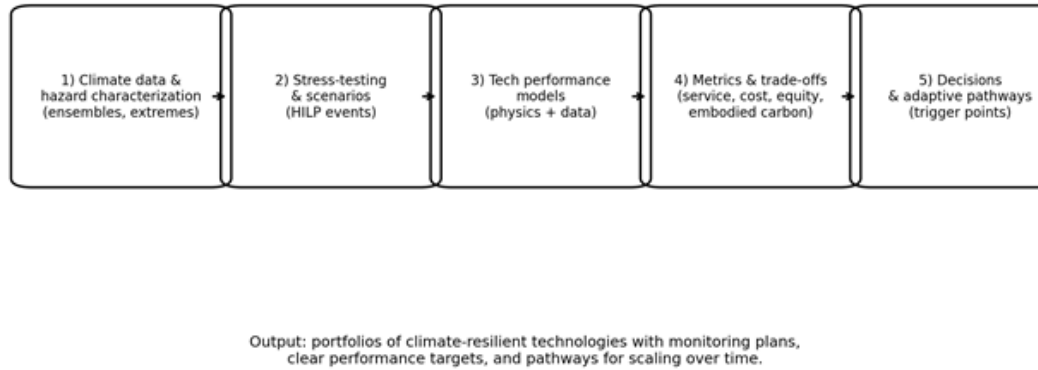 1) Climate data &
hazard characterization
(ensembles, extremes)
2) Stress-testing
& scenarios
(HILP events)
3) Tech performance
models
(physics + data)
4) Metrics & trade-offs
(service, cost, equity,
embodied carbon)
5) Decisions
& adaptive pathways
(trigger points)
Output: portfolios of climate-resilient technologies with monitoring plans,
clear performance targets, and pathways for scaling over time.